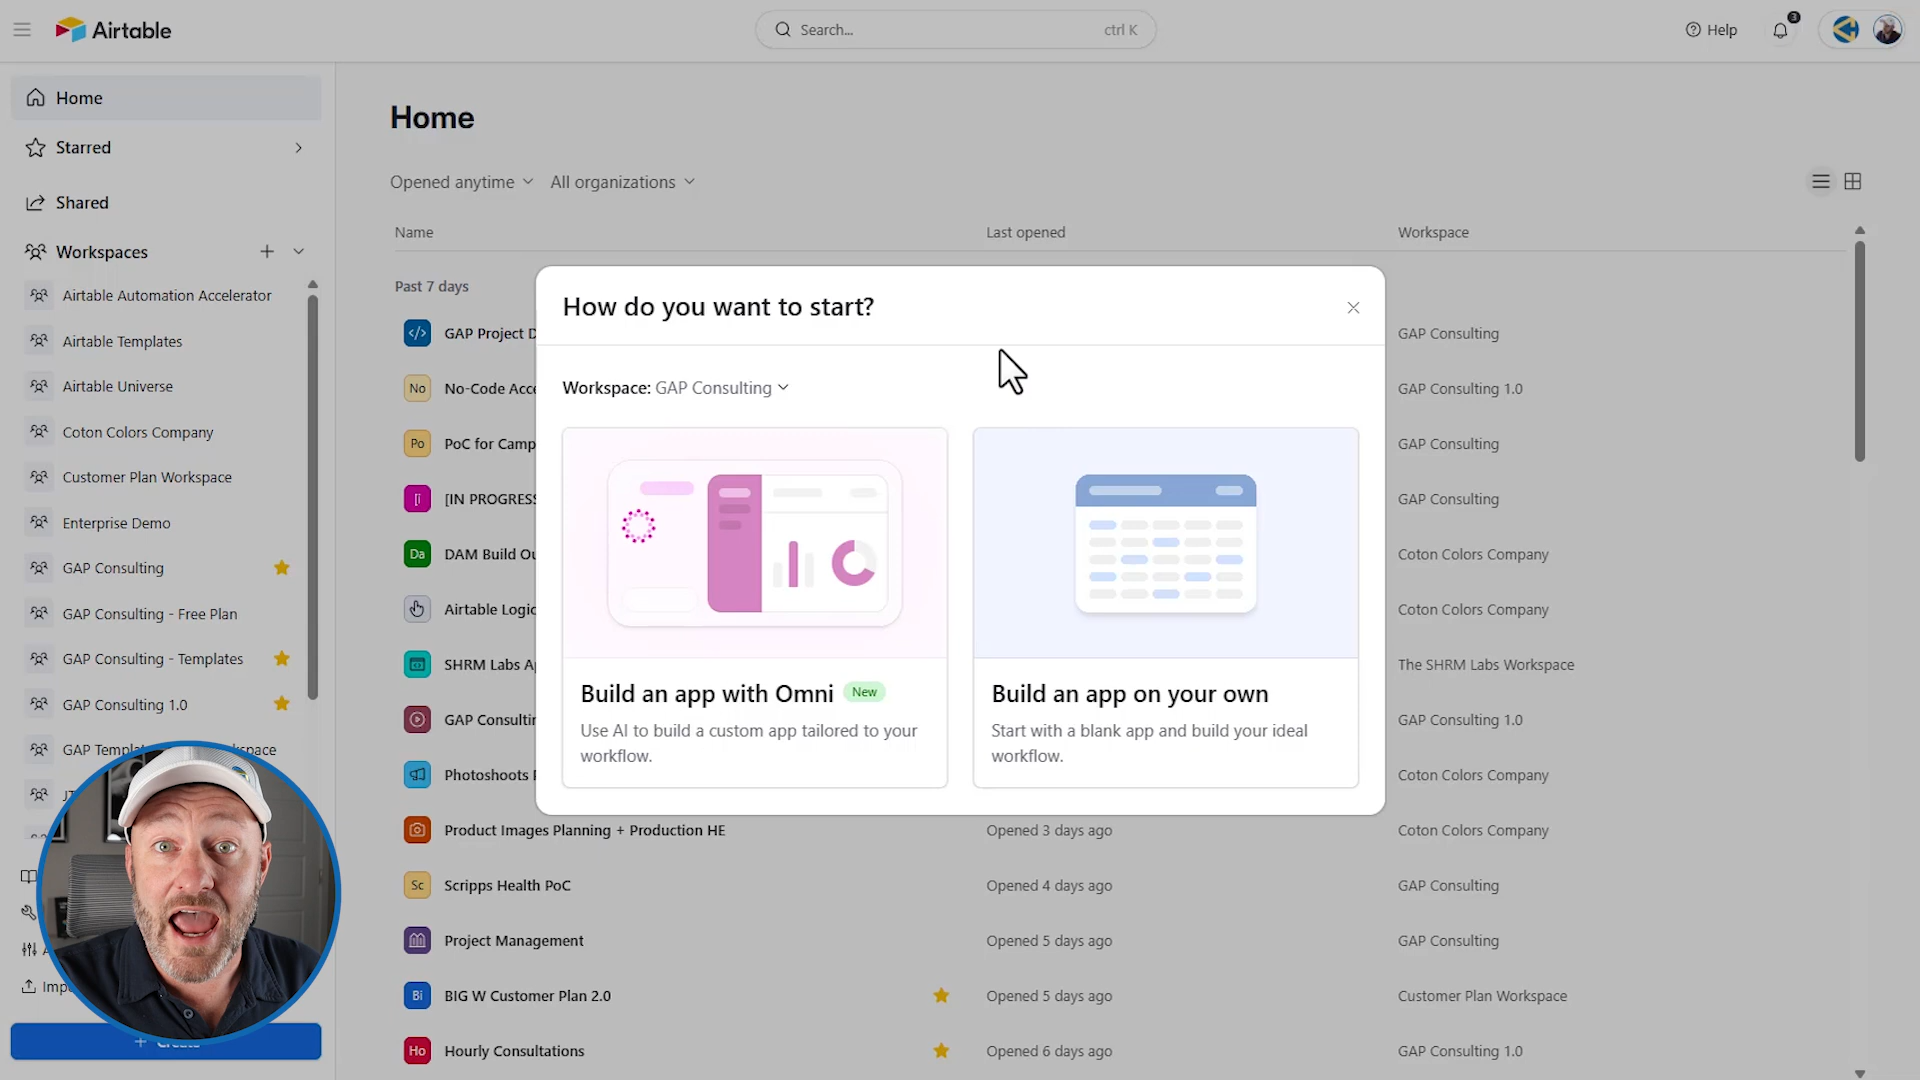 Airtable
Search...
ctrl K
Help
3
Home
Starred
Shared
Workspaces
Airtable Automation Accelerator
Airtable Templates
Airtable Universe
Coton Colors Company
Customer Plan Workspace
Enterprise Demo
GAP Consulting
GAP Consulting - Free Plan
GAP Consulting - Templates
GAP Consulting 1.0
Home
Opened anytime
All organizations
Name
Last opened
Workspace
Past 7 days
GAP Project D
GAP Consulting
No
No-Code Acce
GAP Consulting 1.0
Po
PoC for Camp
GAP Consulting
[i
[IN PROGRESS
GAP Consulting
Da
DAM Build Ou
Coton Colors Company
Airtable Logic
Coton Colors Company
SHRM Labs A
The SHRM Labs Workspace
GAP Consultin
GAP Consulting 1.0
Photoshoots
Coton Colors Company
Product Images Planning + Production HE
Opened 3 days ago
Coton Colors Company
Sc
Scripps Health PoC
Opened 4 days ago
GAP Consulting
Project Management
Opened 5 days ago
GAP Consulting
Bi
BIG W Customer Plan 2.0
Opened 5 days ago
Customer Plan Workspace
Ho
Hourly Consultations
Opened 6 days ago
GAP Consulting 1.0
How do you want to start?
Workspace: GAP Consulting
Build an app with Omni
New
Use AI to build a custom app tailored to your
workflow.
Build an app on your own
Start with a blank app and build your ideal
workflow.